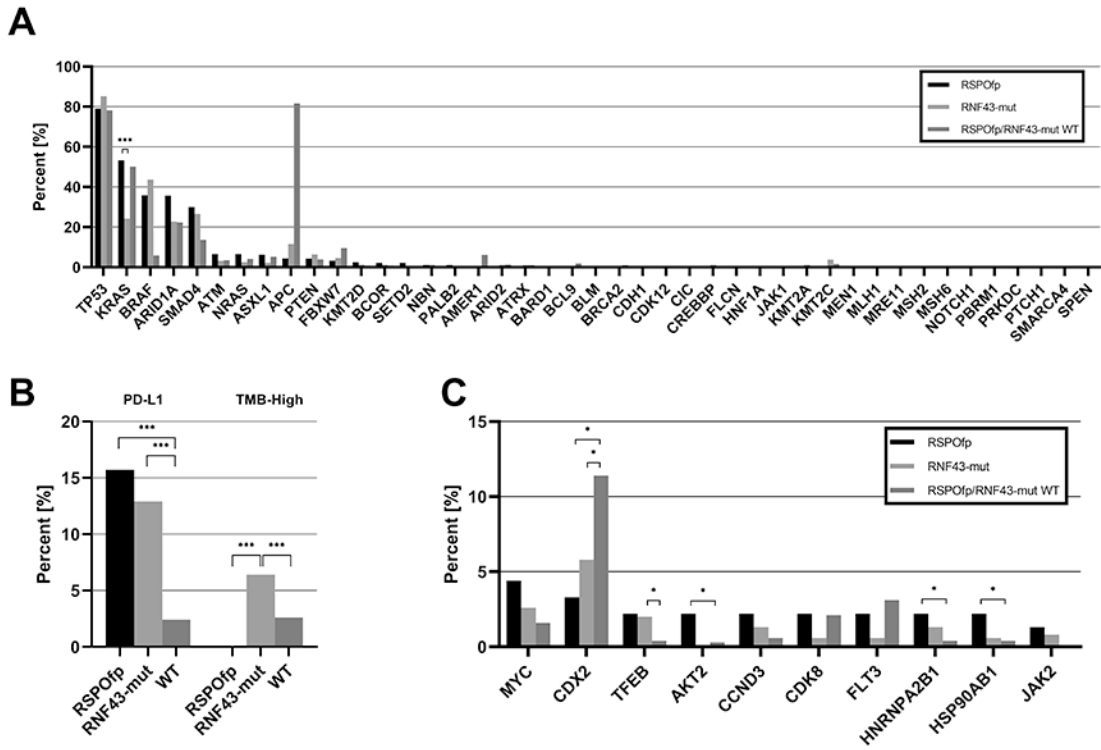 A
Percent [%]
100
80
60
40
20
0
***
RSPOfp
RNF43-mut
RSPOfp/RNF43-mut WT
TP53
KRAS
BRAF
ARID1A
SMAD4
ATM
NRAS
ASXL1
APC
PTEN
FBXW7
KMT2D
BCOR
SETD2
NBN
PALB2
AMER1
ARID2
ATRX
BARD1
BCL9
BLM
BRCA2
CDH1
CDK12
CIC
CREBBP
FLCN
HNF1A
JAK1
KMT2A
KMT2C
MEN1
MLH1
MRE11
MSH2
MSH6
NOTCH1
PBRM1
PRKDC
PTCH1
SMARCA4
SPEN
B
PD-L1
TMB-High
Percent [%]
20
15
10
5
0
***
***
***
***
RSPOfp
RNF43-mut
WT
RSPOfp
RNF43-mut
WT
C
Percent [%]
15
10
5
0
*
*
*
*
*
*
RSPOfp
RNF43-mut
RSPOfp/RNF43-mut WT
MYC
CDX2
TFEB
AKT2
CCND3
CDK8
FLT3
HNRNPA2B1
HSP90AB1
JAK2